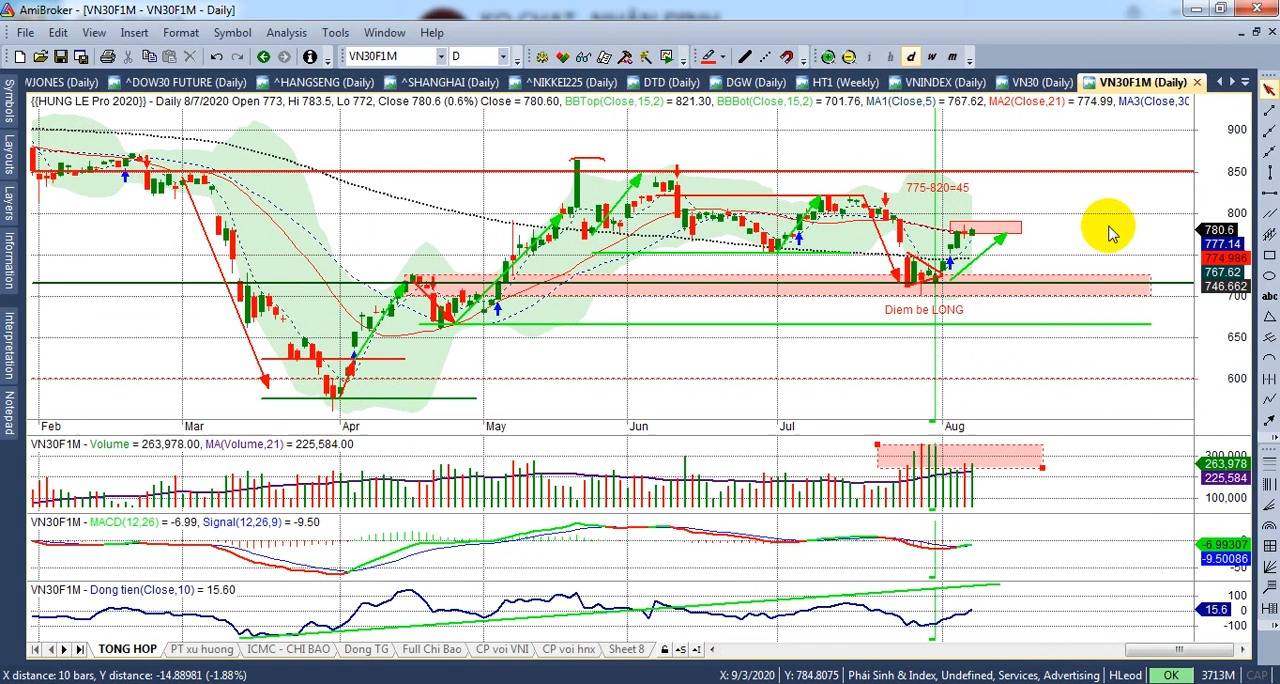 AmiBroker - [VN30F1M - VN30F1M - Daily]
File Edit View Insert Format Symbol Analysis Tools Window Help
VN30F1M D i h d w m
WJONES (Daily) ^DOW30 FUTURE (Daily) ^HANGSENG (Daily) ^SHANGHAI (Daily) ^NIKKEI225 (Daily) DTD (Daily) DGW (Daily) HT1 (Weekly) VNINDEX (Daily) VN30 (Daily) VN30F1M (Daily)
Symbols
Layouts
Layers
Information
Interpretation
Notepad
{{HUNG LE Pro 2020}} - Daily 8/7/2020 Open 773, Hi 783.5, Lo 772, Close 780.6 (0.6%) Close = 780.60, BBTop(Close,15,2) = 821.30, BBBot(Close,15,2) = 701.76, MA1(Close,5) = 767.62, MA2(Close,21) = 774.99, MA3(Close,30
900
850
775-820=45
800
780.6
777.14
774.986
767.62
746.662
700
Diem be LONG
650
600
Feb Mar Apr May Jun Jul Aug
VN30F1M - Volume = 263,978.00, MA(Volume,21) = 225,584.00
263,978
225,584
100,000
VN30F1M - MACD(12,26) = -6.99, Signal(12,26,9) = -9.50
-6.99307
-9.50086
VN30F1M - Dong tien(Close,10) = 15.60
100
15.6
-100
TONG HOP PT xu huong ICMC - CHI BAO Dong TG Full Chi Bao CP voi VNI CP voi hnx Sheet 8
abc
X distance: 10 bars, Y distance: -14.88981 (-1.88%) X: 9/3/2020 Y: 784.8075 Phái Sinh & Index, Undefined, Services, Advertising HLeod OK 3713M CAP